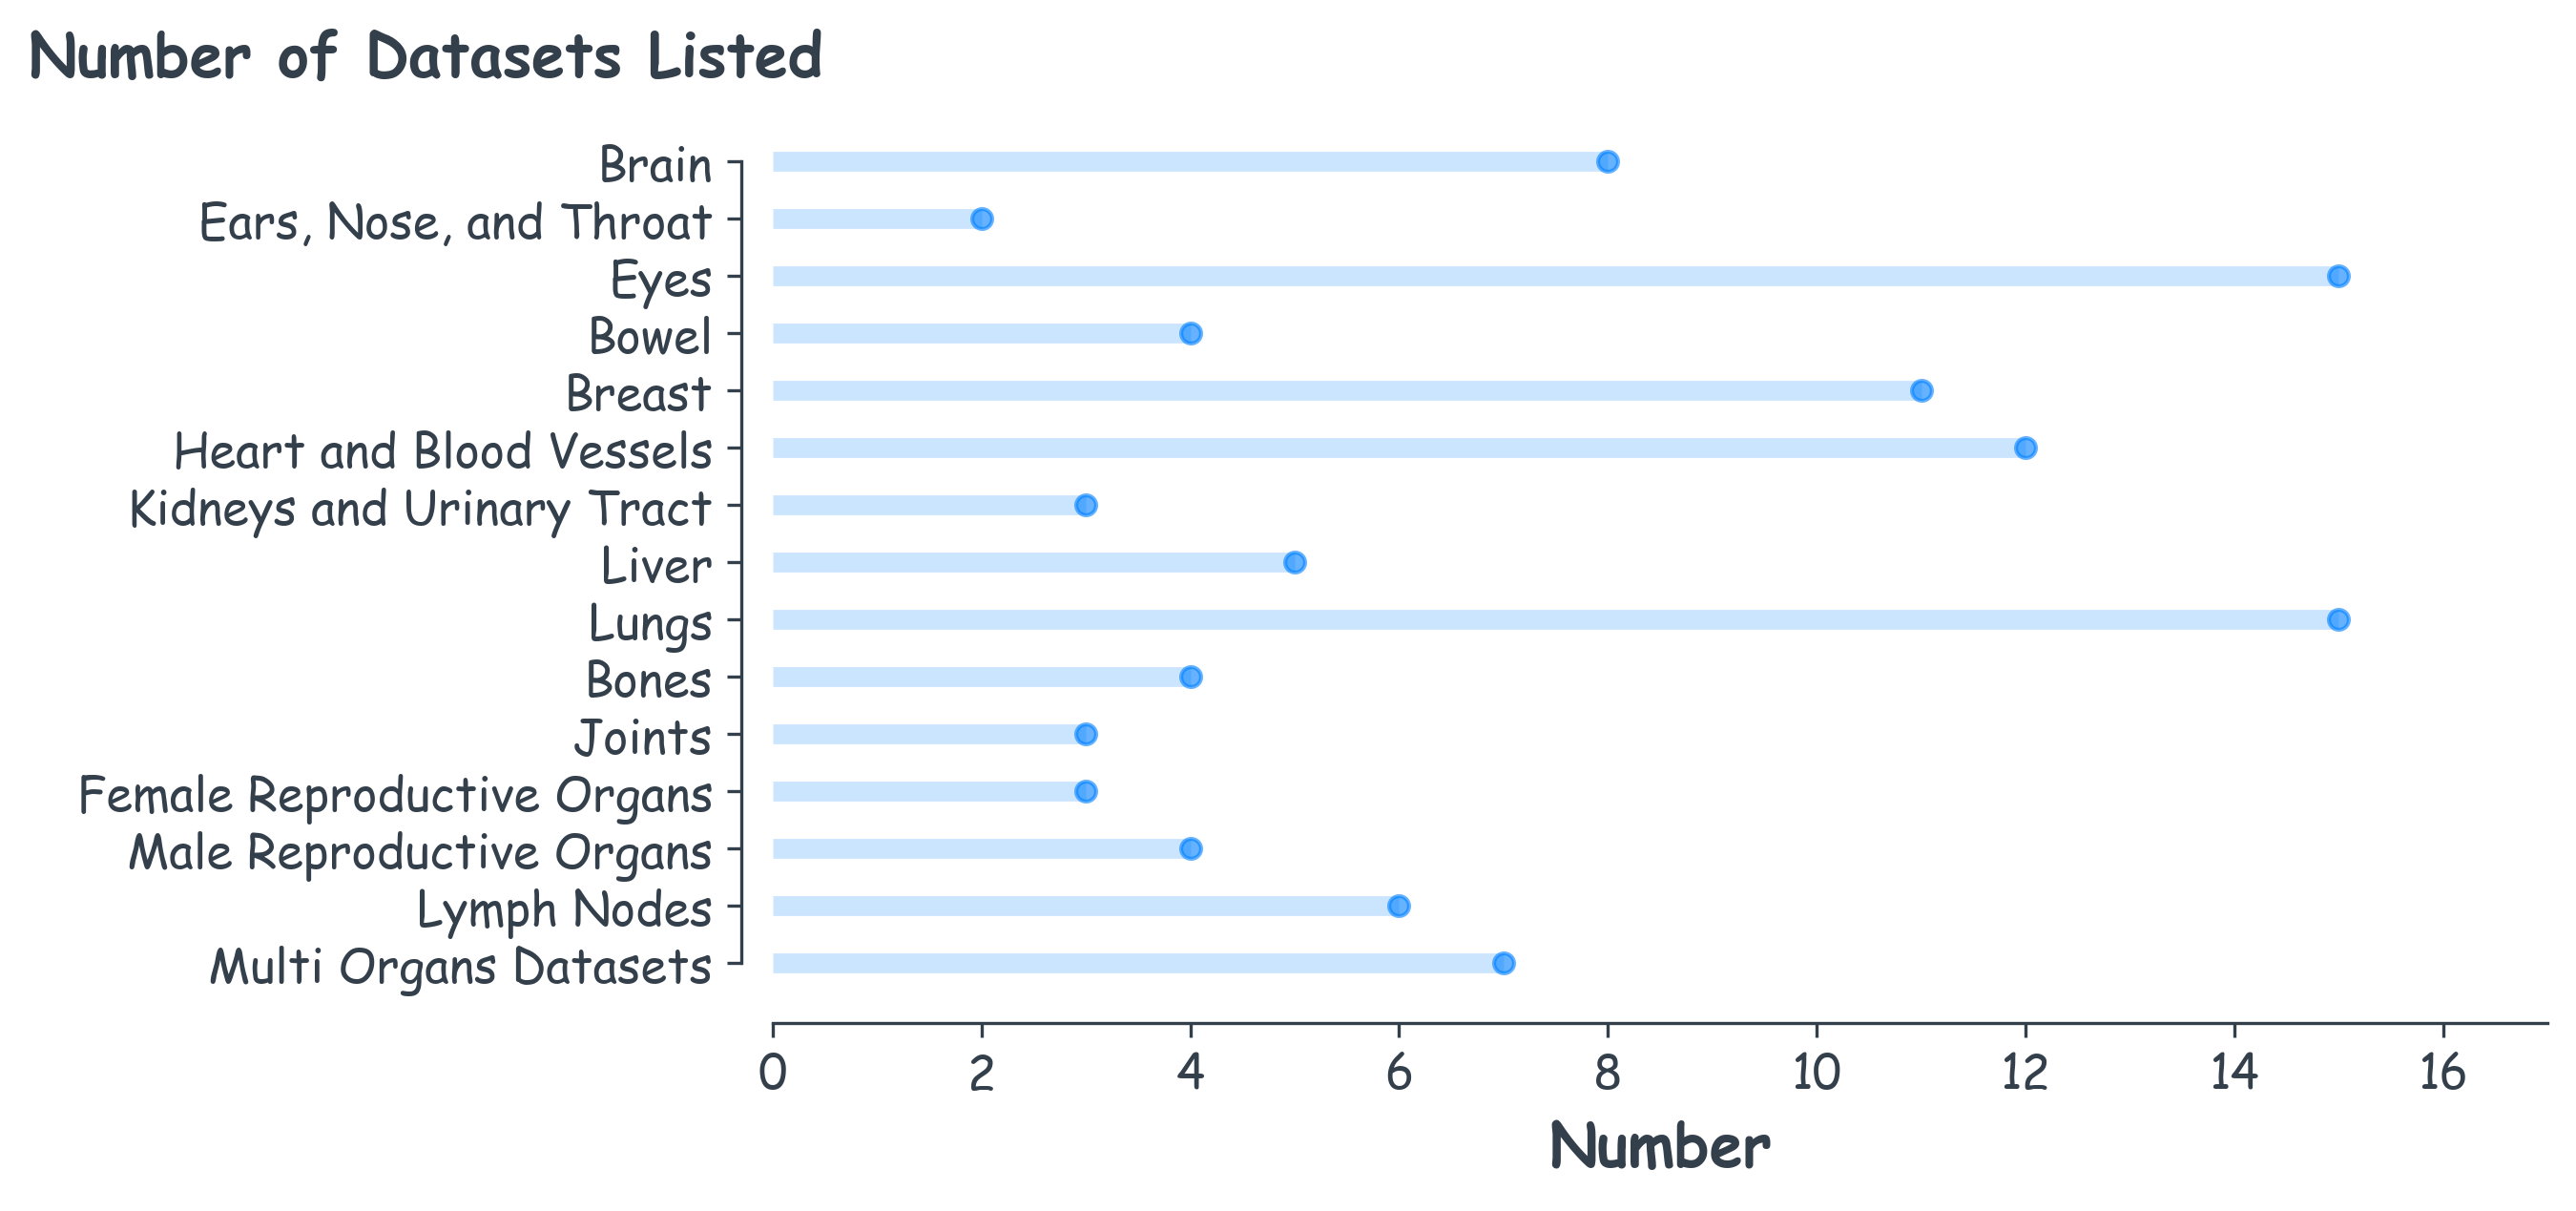 Number of Datasets Listed
Brain
Ears, Nose, and Throat
Eyes
Bowel
Breast
Heart and Blood Vessels
Kidneys and Urinary Tract
Liver
Lungs
Bones
Joints
Female Reproductive Organs
Male Reproductive Organs
Lymph Nodes
Multi Organs Datasets
0 2 4 6 8 10 12 14 16
Number